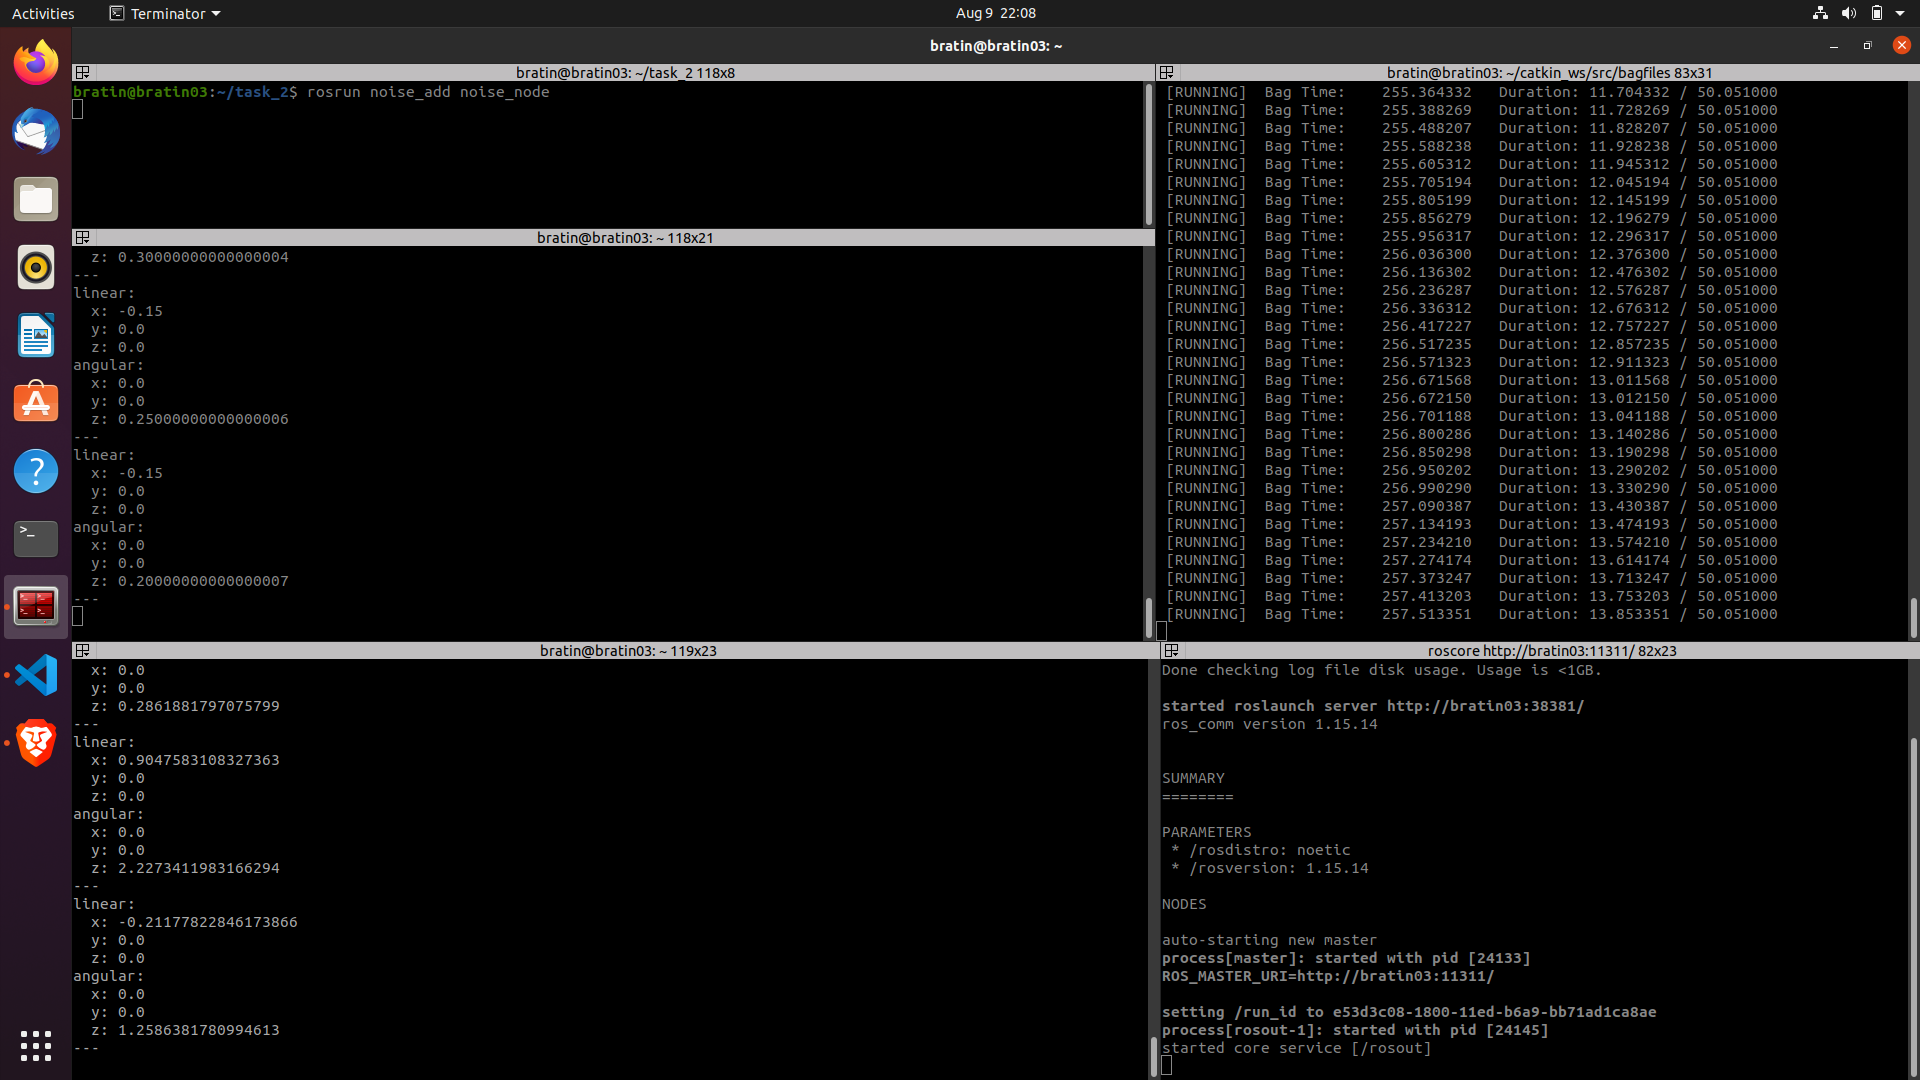 Activities
Terminator
Aug 9 22:08
bratin@bratin03: ~
bratin@bratin03: ~/task_2 118x8
bratin@bratin03:~/task_2$ rosrun noise_add noise_node
bratin@bratin03: ~ 118x21
z: 0.30000000000000004
---
linear:
x: -0.15
y: 0.0
z: 0.0
angular:
x: 0.0
y: 0.0
z: 0.25000000000000006
---
linear:
x: -0.15
y: 0.0
z: 0.0
angular:
x: 0.0
y: 0.0
z: 0.20000000000000007
---
bratin@bratin03: ~ 119x23
x: 0.0
y: 0.0
z: 0.2861881797075799
---
linear:
x: 0.9047583108327363
y: 0.0
z: 0.0
angular:
x: 0.0
y: 0.0
z: 2.2273411983166294
---
linear:
x: -0.21177822846173866
y: 0.0
z: 0.0
angular:
x: 0.0
y: 0.0
z: 1.2586381780994613
---
bratin@bratin03: ~/catkin_ws/src/bagfiles 83x31
[RUNNING] Bag Time: 255.364332 Duration: 11.704332 / 50.051000
[RUNNING] Bag Time: 255.388269 Duration: 11.728269 / 50.051000
[RUNNING] Bag Time: 255.488207 Duration: 11.828207 / 50.051000
[RUNNING] Bag Time: 255.588238 Duration: 11.928238 / 50.051000
[RUNNING] Bag Time: 255.605312 Duration: 11.945312 / 50.051000
[RUNNING] Bag Time: 255.705194 Duration: 12.045194 / 50.051000
[RUNNING] Bag Time: 255.805199 Duration: 12.145199 / 50.051000
[RUNNING] Bag Time: 255.856279 Duration: 12.196279 / 50.051000
[RUNNING] Bag Time: 255.956317 Duration: 12.296317 / 50.051000
[RUNNING] Bag Time: 256.036300 Duration: 12.376300 / 50.051000
[RUNNING] Bag Time: 256.136302 Duration: 12.476302 / 50.051000
[RUNNING] Bag Time: 256.236287 Duration: 12.576287 / 50.051000
[RUNNING] Bag Time: 256.336312 Duration: 12.676312 / 50.051000
[RUNNING] Bag Time: 256.417227 Duration: 12.757227 / 50.051000
[RUNNING] Bag Time: 256.517235 Duration: 12.857235 / 50.051000
[RUNNING] Bag Time: 256.571323 Duration: 12.911323 / 50.051000
[RUNNING] Bag Time: 256.671568 Duration: 13.011568 / 50.051000
[RUNNING] Bag Time: 256.672150 Duration: 13.012150 / 50.051000
[RUNNING] Bag Time: 256.701188 Duration: 13.041188 / 50.051000
[RUNNING] Bag Time: 256.800286 Duration: 13.140286 / 50.051000
[RUNNING] Bag Time: 256.850298 Duration: 13.190298 / 50.051000
[RUNNING] Bag Time: 256.950202 Duration: 13.290202 / 50.051000
[RUNNING] Bag Time: 256.990290 Duration: 13.330290 / 50.051000
[RUNNING] Bag Time: 257.090387 Duration: 13.430387 / 50.051000
[RUNNING] Bag Time: 257.134193 Duration: 13.474193 / 50.051000
[RUNNING] Bag Time: 257.234210 Duration: 13.574210 / 50.051000
[RUNNING] Bag Time: 257.274174 Duration: 13.614174 / 50.051000
[RUNNING] Bag Time: 257.373247 Duration: 13.713247 / 50.051000
[RUNNING] Bag Time: 257.413203 Duration: 13.753203 / 50.051000
[RUNNING] Bag Time: 257.513351 Duration: 13.853351 / 50.051000
roscore http://bratin03:11311/ 82x23
Done checking log file disk usage. Usage is <1GB.
started roslaunch server http://bratin03:38381/
ros_comm version 1.15.14
SUMMARY
========
PARAMETERS
* /rosdistro: noetic
* /rosversion: 1.15.14
NODES
auto-starting new master
process[master]: started with pid [24133]
ROS_MASTER_URI=http://bratin03:11311/
setting /run_id to e53d3c08-1800-11ed-b6a9-bb71ad1ca8ae
process[rosout-1]: started with pid [24145]
started core service [/rosout]